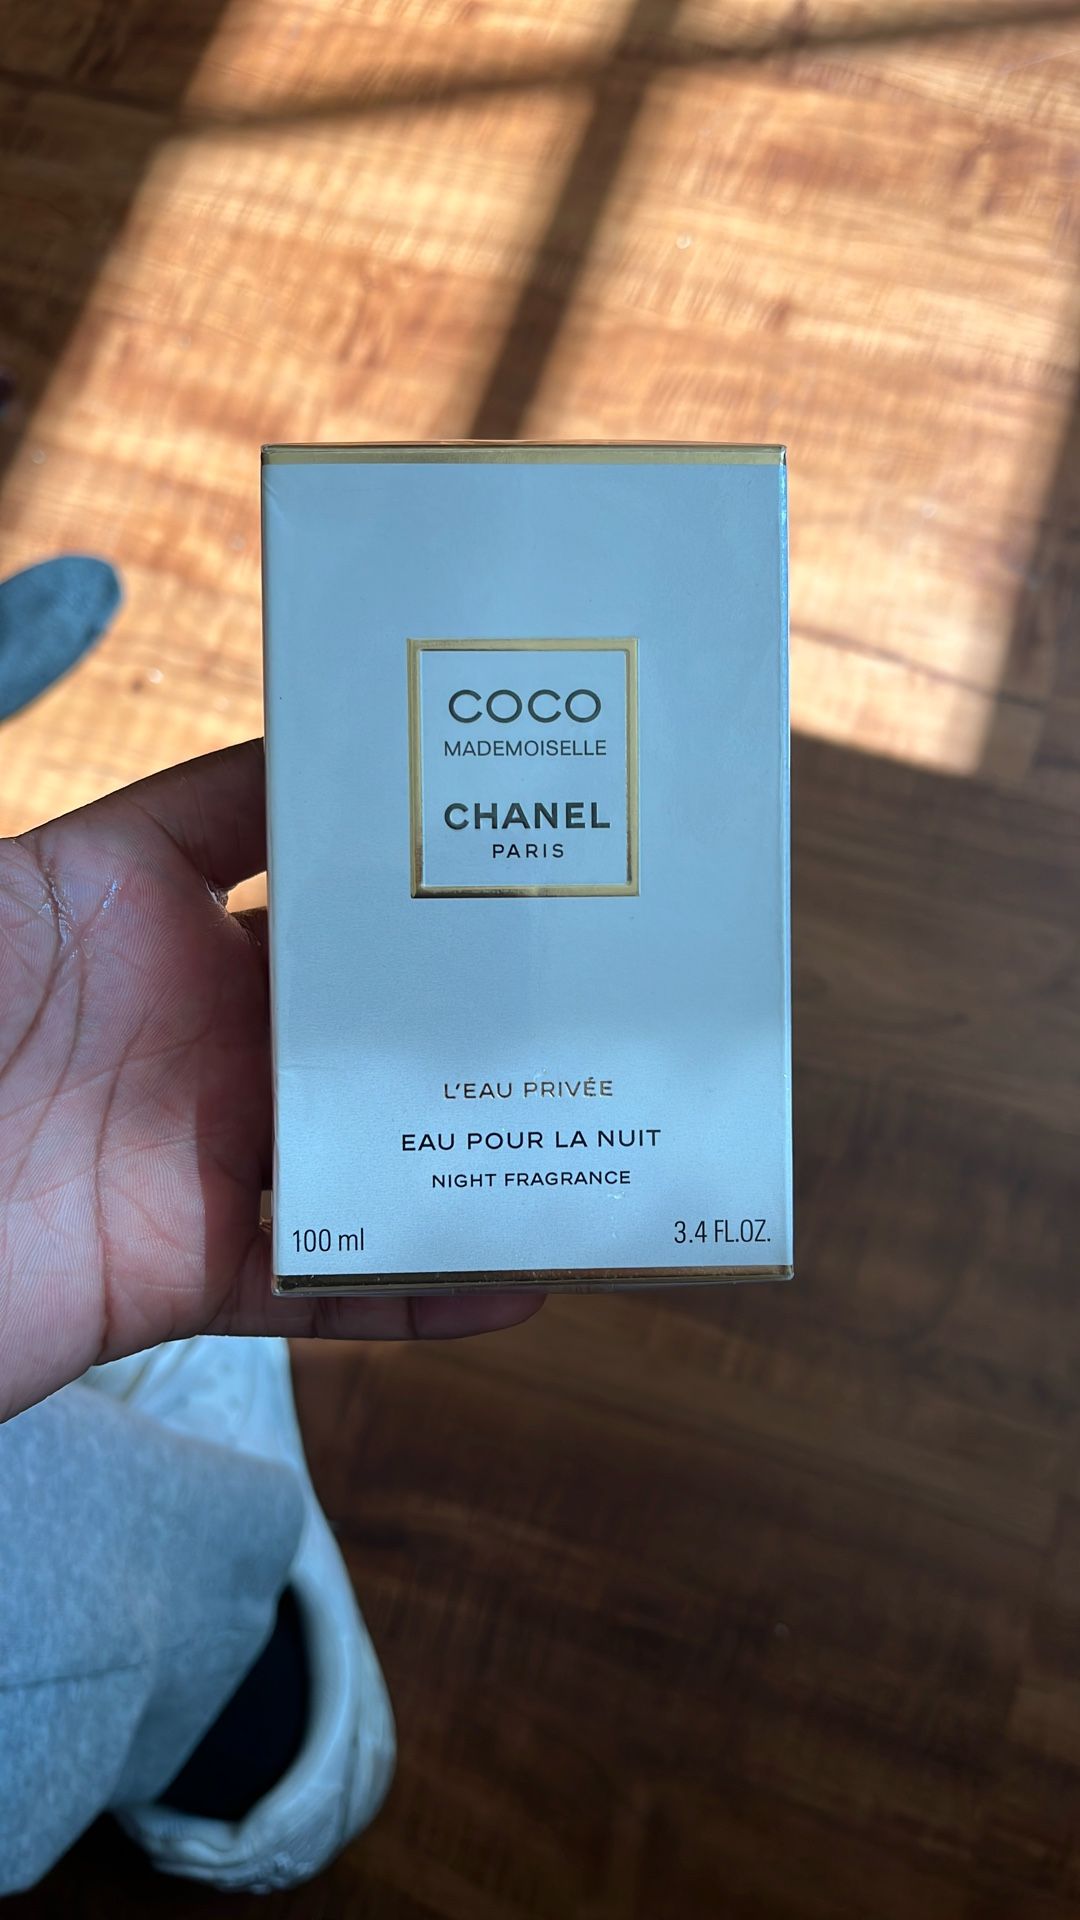 COCO
MADEMOISELLE
CHANEL
PARIS
L'EAU PRIVÉE
EAU POUR LA NUIT
NIGHT FRAGRANCE
100 ml
3.4 FL.OZ.